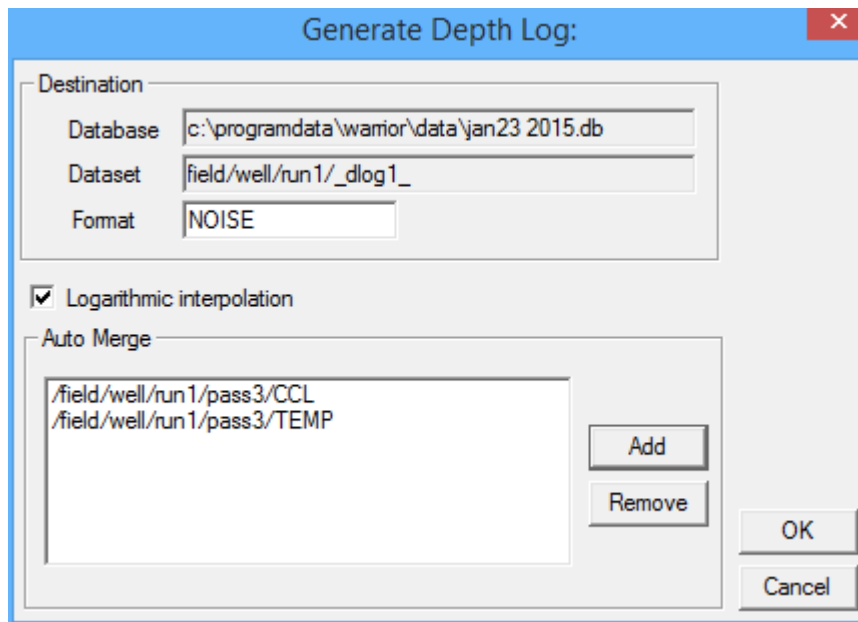 Generate Depth Log:
Destination
Database c:\programdata\warrior\data\jan23 2015.db
Dataset field/well/run1/_dlog1_
Format NOISE
Logarithmic interpolation
Auto Merge
/field/well/run1/pass3/CCL
/field/well/run1/pass3/TEMP
Add
Remove
OK
Cancel